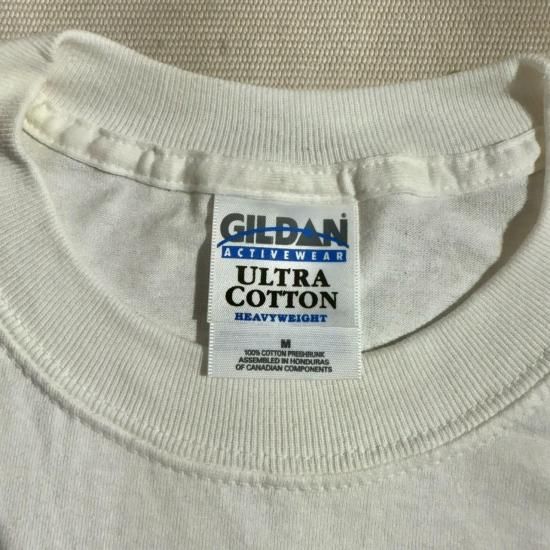 GILDAN®
ACTIVEWEAR
ULTRA
COTTON
HEAVYWEIGHT
M
100% COTTON PRESHRUNK
ASSEMBLED IN HONDURAS
OF CANADIAN COMPONENTS